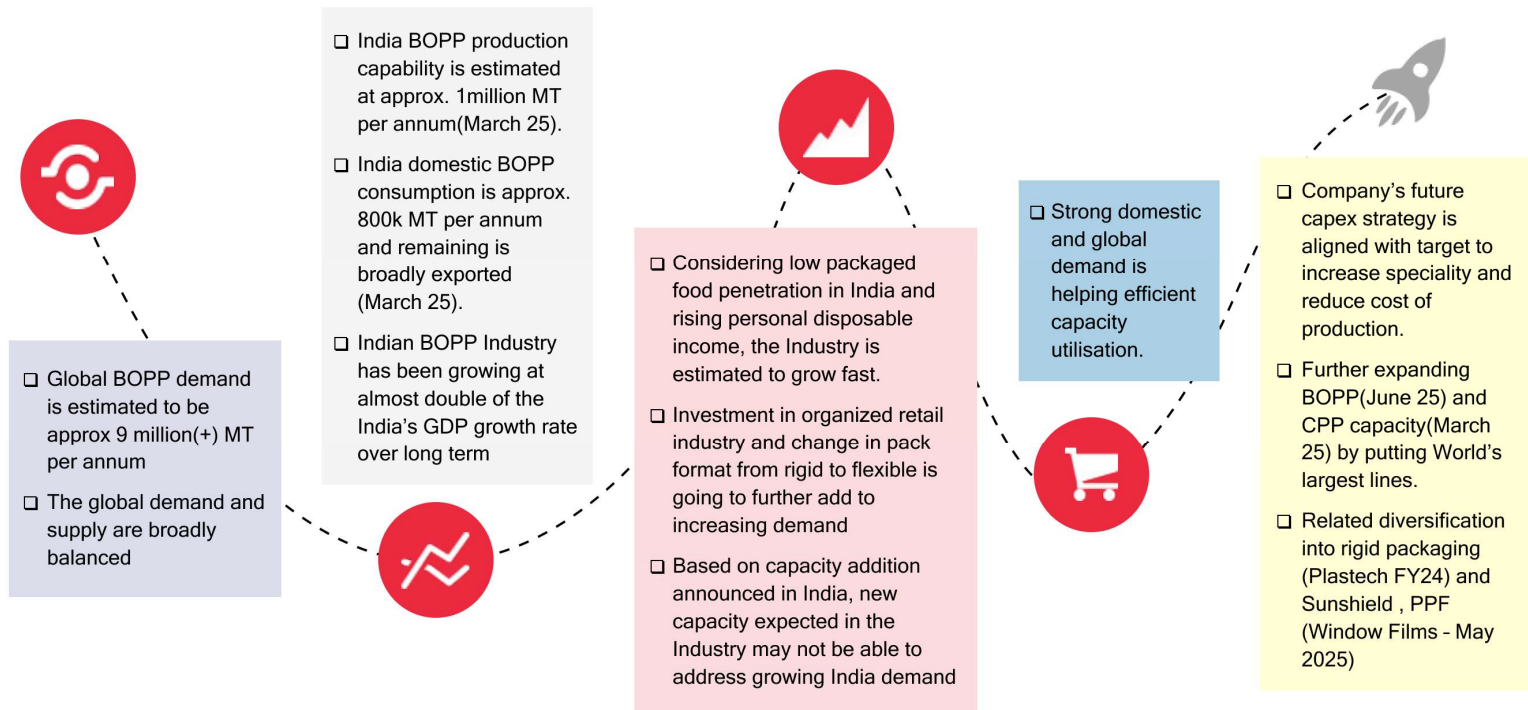 ❑ Global BOPP demand
is estimated to be
approx 9 million(+) MT
per annum
❑ The global demand and
supply are broadly
balanced
❑ India BOPP production
capability is estimated
at approx. 1million MT
per annum(March 25).
❑ India domestic BOPP
consumption is approx.
800k MT per annum
and remaining is
broadly exported
(March 25).
❑ Indian BOPP Industry
has been growing at
almost double of the
India’s GDP growth rate
over long term
❑ Considering low packaged
food penetration in India and
rising personal disposable
income, the Industry is
estimated to grow fast.
❑ Investment in organized retail
industry and change in pack
format from rigid to flexible is
going to further add to
increasing demand
❑ Based on capacity addition
announced in India, new
capacity expected in the
Industry may not be able to
address growing India demand
❑ Strong domestic
and global
demand is
helping efficient
capacity
utilisation.
❑ Company’s future
capex strategy is
aligned with target to
increase speciality and
reduce cost of
production.
❑ Further expanding
BOPP(June 25) and
CPP capacity(March
25) by putting World’s
largest lines.
❑ Related diversification
into rigid packaging
(Plastech FY24) and
Sunshield , PPF
(Window Films - May
2025)